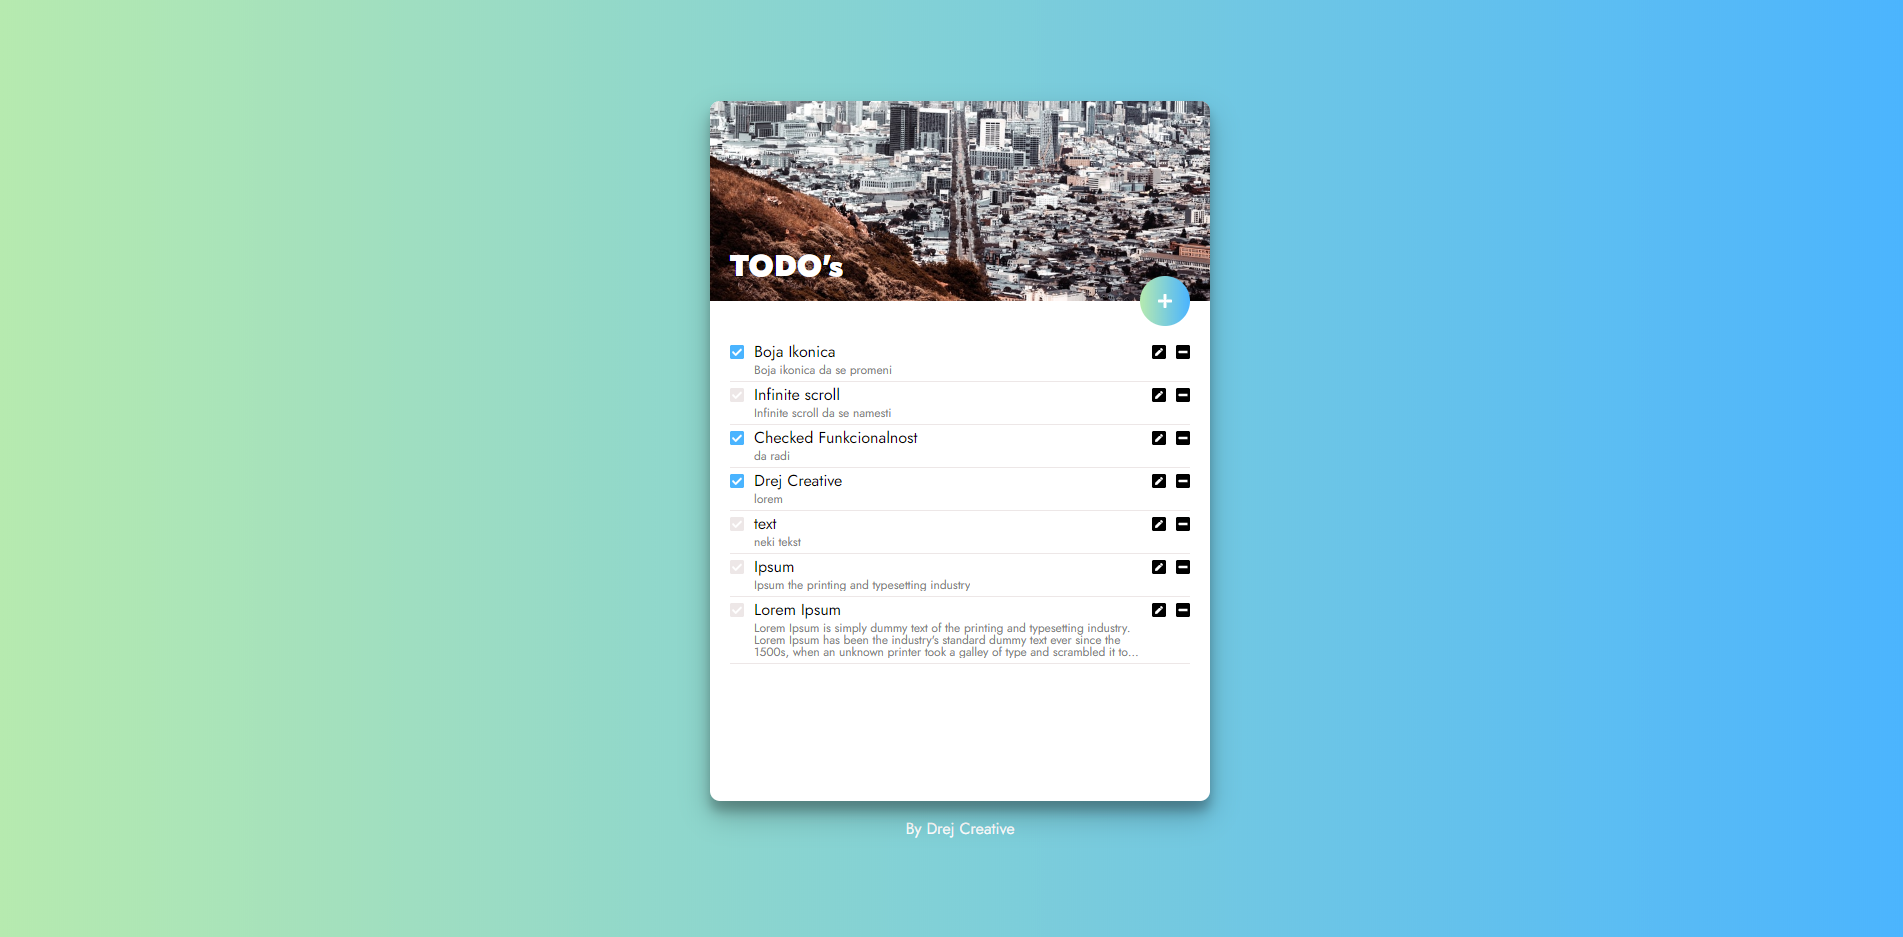 TODO's
Boja Ikonica
Boja ikonica da se promeni
Infinite scroll
Infinite scroll da se namesti
Checked Funkcionalnost
da radi
Drej Creative
lorem
text
neki tekst
Ipsum
Ipsum the printing and typesetting industry
Lorem Ipsum
Lorem Ipsum is simply dummy text of the printing and typesetting industry.
Lorem Ipsum has been the industry's standard dummy text ever since the
1500s, when an unknown printer took a galley of type and scrambled it to...
By Drej Creative